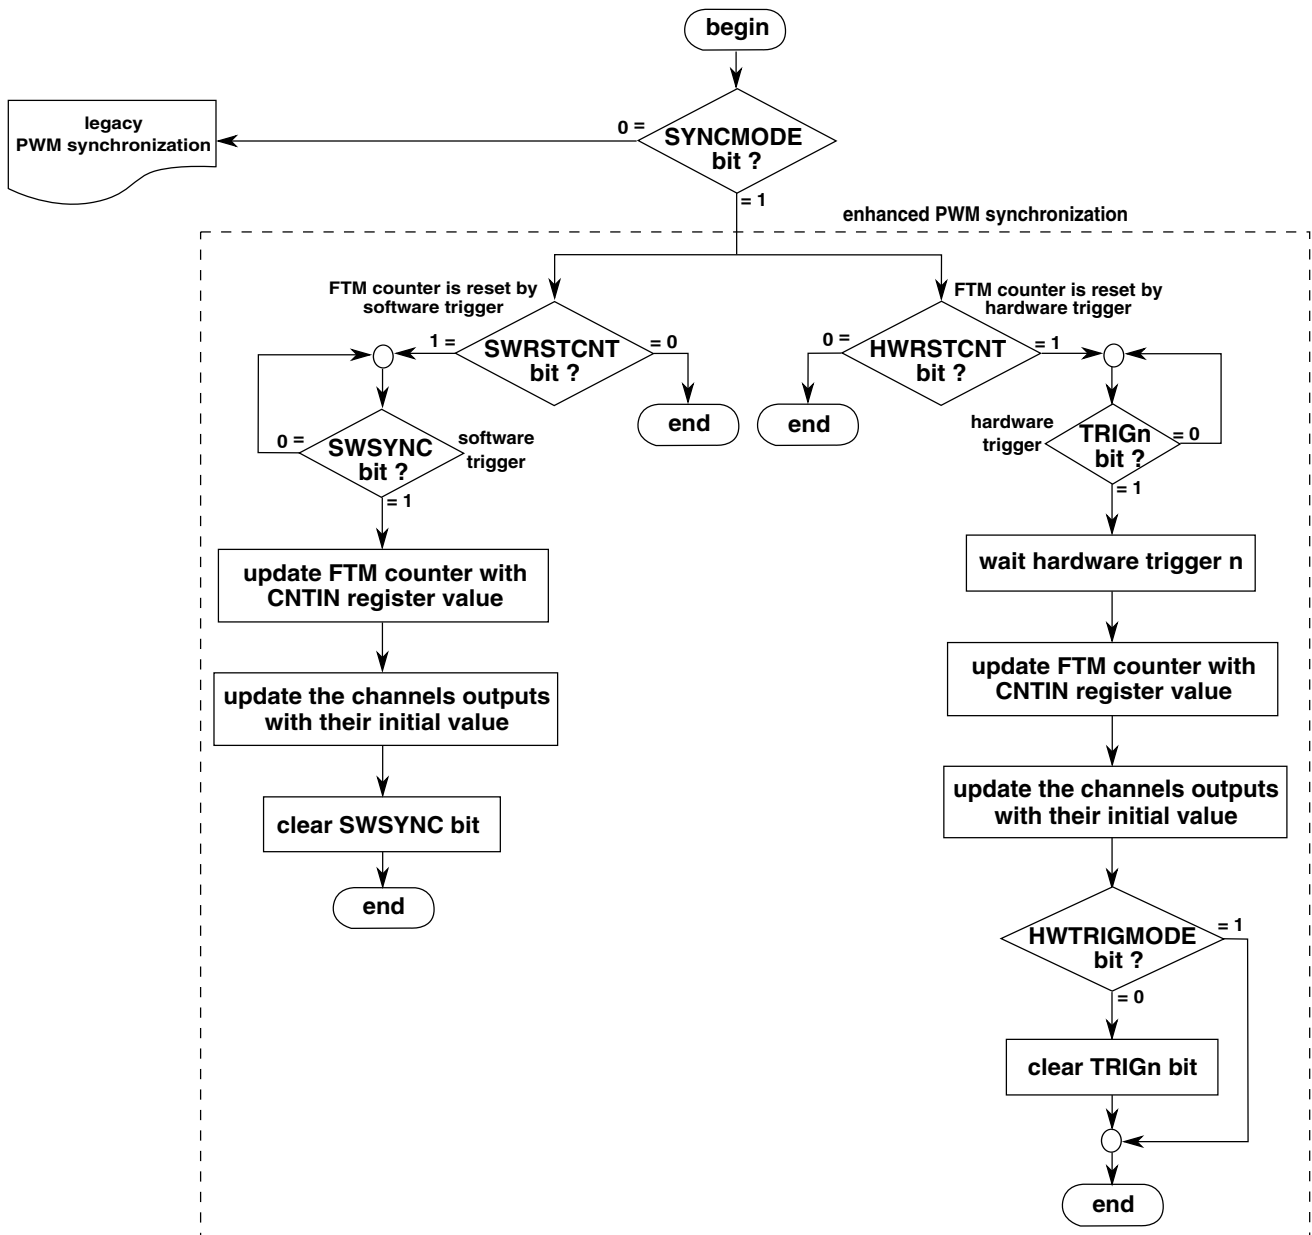 begin
legacy
PWM synchronization
0 =
SYNCMODE
bit ?
= 1
enhanced PWM synchronization
FTM counter is reset by
software trigger
1 =
SWRSTCNT
bit ?
= 0
end
FTM counter is reset by
hardware trigger
0 =
HWRSTCNT
bit ?
= 1
end
0 =
SWSYNC
bit ?
software
trigger
= 1
hardware
trigger
TRIGn
bit ?
= 0
= 1
update FTM counter with
CNTIN register value
update the channels outputs
with their initial value
clear SWSYNC bit
end
wait hardware trigger n
update FTM counter with
CNTIN register value
update the channels outputs
with their initial value
HWTRIGMODE
bit ?
= 1
= 0
clear TRIGn bit
end